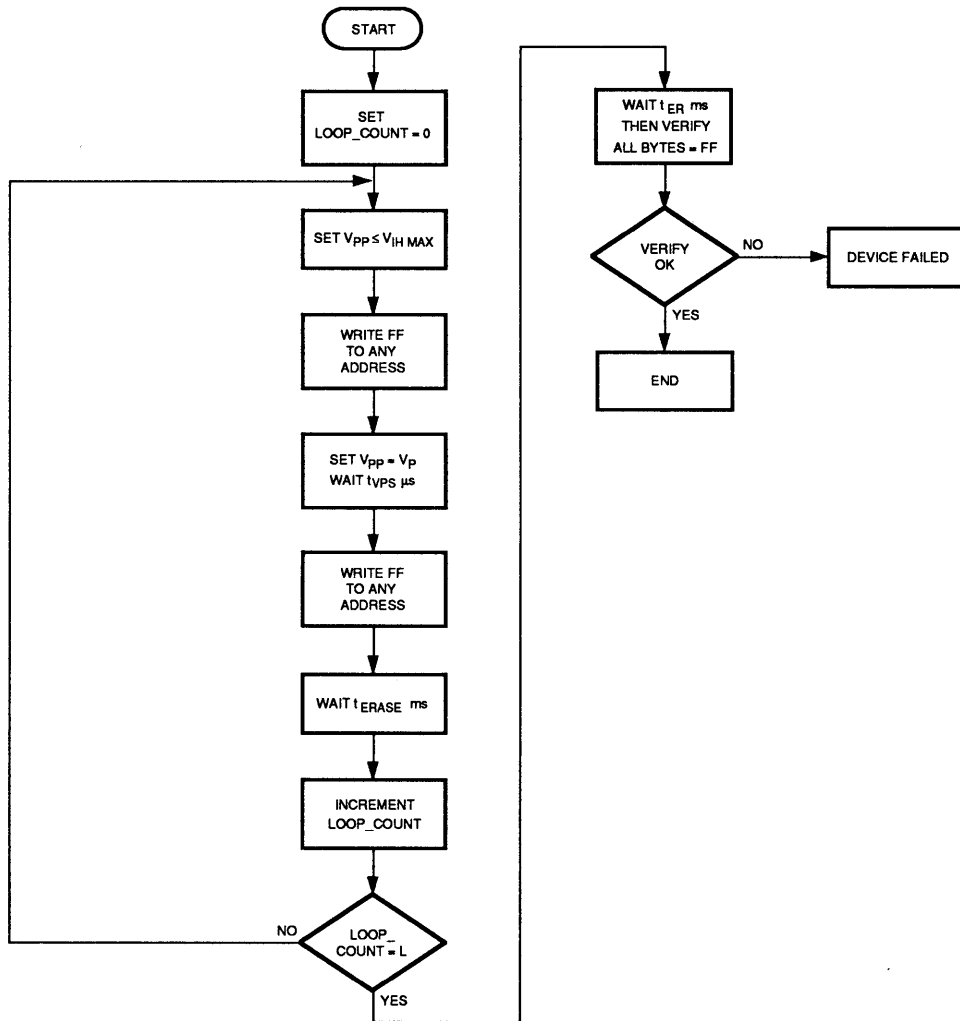 START
SET
LOOP_COUNT = 0
SET VPP ≤ VIH MAX
WRITE FF
TO ANY
ADDRESS
SET VPP = VP
WAIT tVPS µs
WRITE FF
TO ANY
ADDRESS
WAIT tERASE ms
INCREMENT
LOOP_COUNT
LOOP_
COUNT = L
NO
YES
WAIT tER ms
THEN VERIFY
ALL BYTES = FF
VERIFY
OK
NO
DEVICE FAILED
YES
END